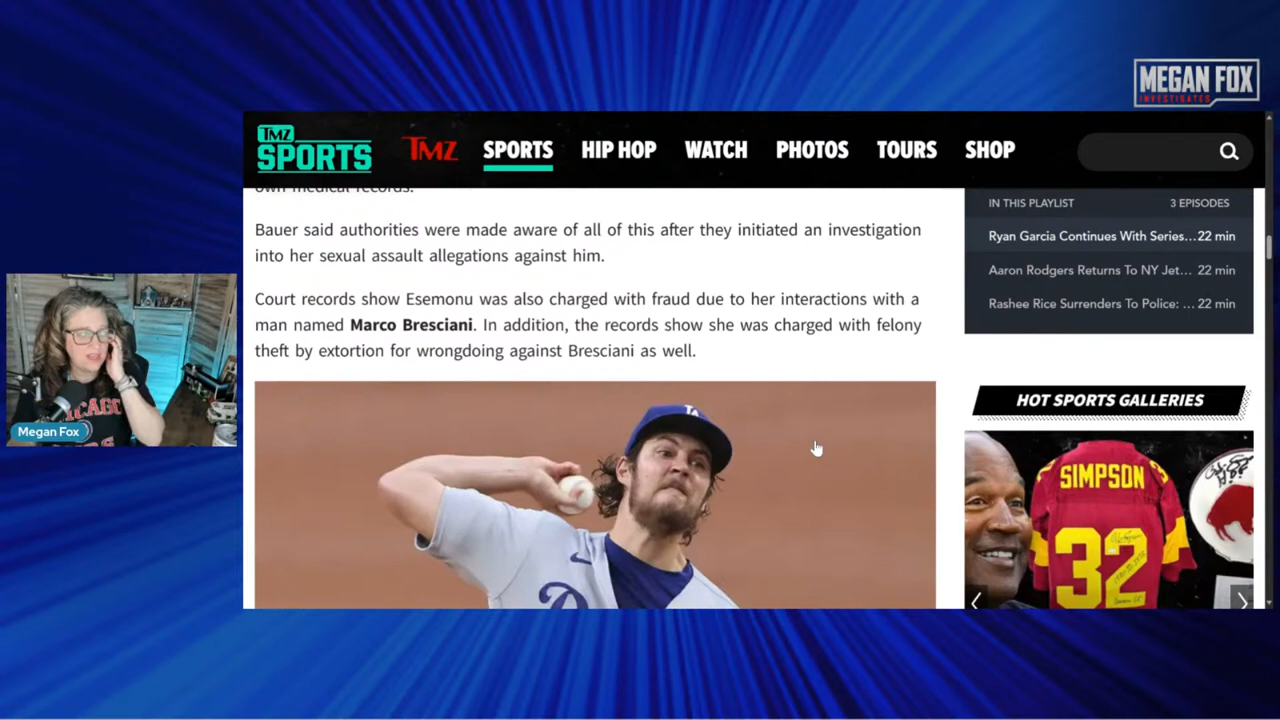 MEGAN FOX
INVESTIGATES
TMZ
SPORTS
TMZ
SPORTS
HIP HOP
WATCH
PHOTOS
TOURS
SHOP
own medical records.
Bauer said authorities were made aware of all of this after they initiated an investigation
into her sexual assault allegations against him.
Court records show Esemonu was also charged with fraud due to her interactions with a
man named Marco Bresciani. In addition, the records show she was charged with felony
theft by extortion for wrongdoing against Bresciani as well.
IN THIS PLAYLIST
3 EPISODES
Ryan Garcia Continues With Series... 22 min
Aaron Rodgers Returns To NY Jet... 22 min
Rashee Rice Surrenders To Police: ... 22 min
HOT SPORTS GALLERIES
SIMPSON
32
LA
D
CHICAGO
Megan Fox